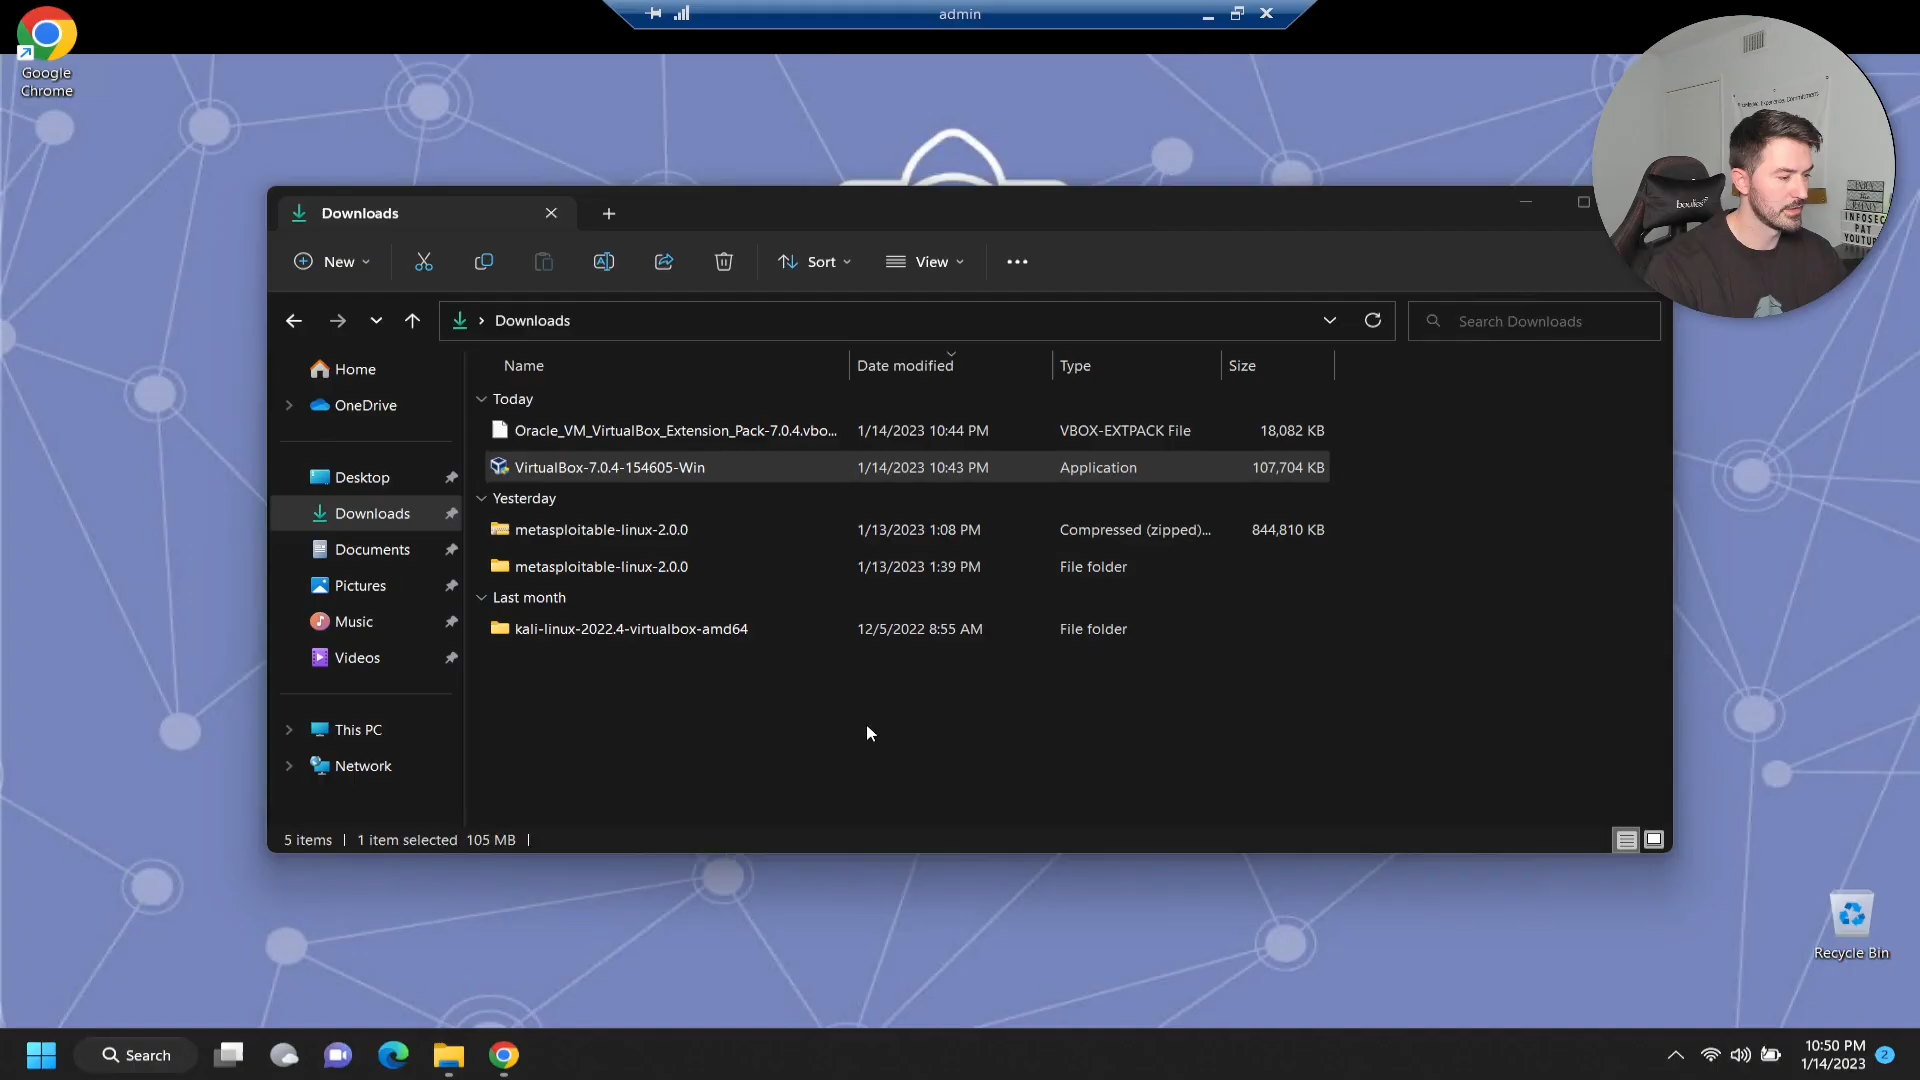 admin
Google
Chrome
Commitment
boulies
INFOSEC
PAT
Downloads
New
Sort
View
Downloads
Search Downloads
Home
OneDrive
Desktop
Downloads
Documents
Pictures
Music
Videos
This PC
Network
Name Date modified Type Size
Today
Oracle_VM_VirtualBox_Extension_Pack-7.0.4.vbo... 1/14/2023 10:44 PM VBOX-EXTPACK File 18,082 KB
VirtualBox-7.0.4-154605-Win 1/14/2023 10:43 PM Application 107,704 KB
Yesterday
metasploitable-linux-2.0.0 1/13/2023 1:08 PM Compressed (zipped)... 844,810 KB
metasploitable-linux-2.0.0 1/13/2023 1:39 PM File folder
Last month
kali-linux-2022.4-virtualbox-amd64 12/5/2022 8:55 AM File folder
5 items 1 item selected 105 MB
Recycle Bin
Search
10:50 PM
1/14/2023
2